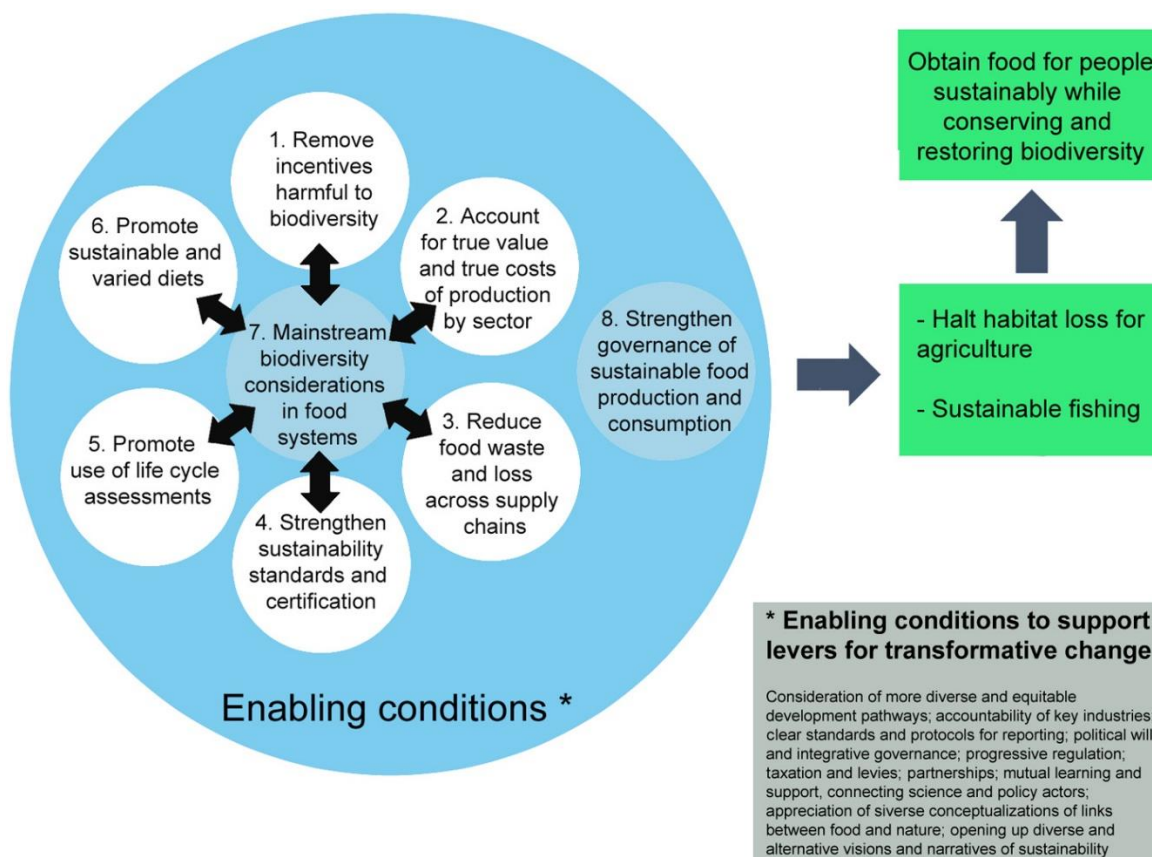 1. Remove
incentives
harmful to
biodiversity
2. Account
for true value
and true costs
of production
by sector
3. Reduce
food waste
and loss
across supply
chains
4. Strengthen
sustainability
standards and
certification
5. Promote
use of life cycle
assessments
6. Promote
sustainable and
varied diets
7. Mainstream
biodiversity
considerations
in food
systems
8. Strengthen
governance of
sustainable food
production and
consumption
Enabling conditions *
Obtain food for people
sustainably while
conserving and
restoring biodiversity
- Halt habitat loss for
agriculture
- Sustainable fishing
* Enabling conditions to support
levers for transformative change
Consideration of more diverse and equitable
development pathways; accountability of key industries
clear standards and protocols for reporting; political will
and integrative governance; progressive regulation;
taxation and levies; partnerships; mutual learning and
support, connecting science and policy actors;
appreciation of siverse conceptualizations of links
between food and nature; opening up diverse and
alternative visions and narratives of sustainability